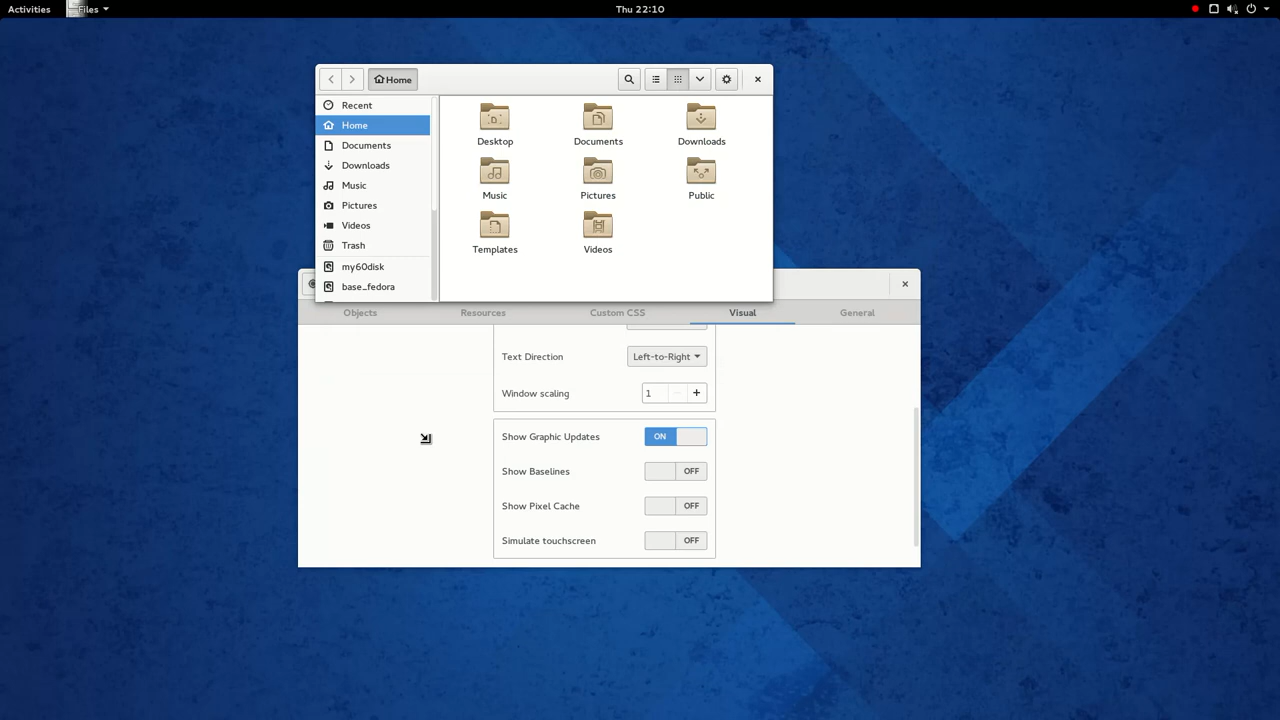 Activities Files Thu 22:10
Home
Recent
Home
Documents
Downloads
Music
Pictures
Videos
Trash
my60disk
base_fedora
Desktop Documents Downloads
Music Pictures Public
Templates Videos
Objects Resources Custom CSS Visual General
Text Direction Left-to-Right
Window scaling 1
Show Graphic Updates ON
Show Baselines OFF
Show Pixel Cache OFF
Simulate touchscreen OFF